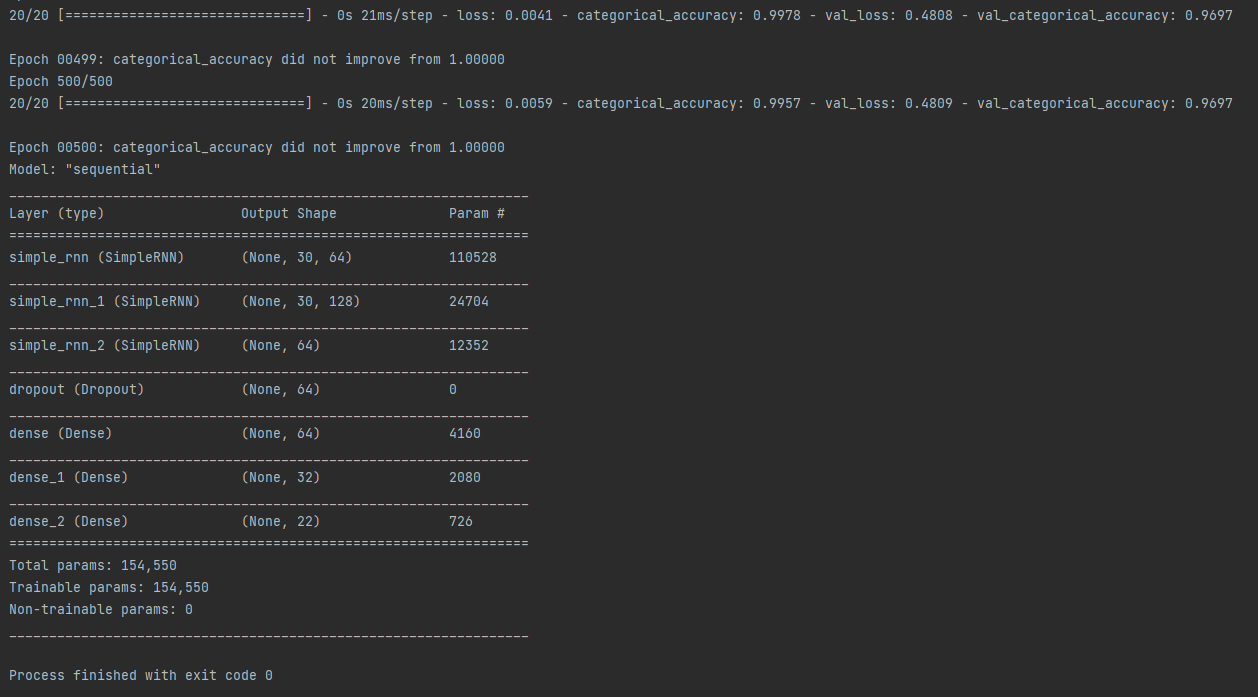 20/20 [==============================] - 0s 21ms/step - loss: 0.0041 - categorical_accuracy: 0.9978 - val_loss: 0.4808 - val_categorical_accuracy: 0.9697
Epoch 00499: categorical_accuracy did not improve from 1.00000
Epoch 500/500
20/20 [==============================] - 0s 20ms/step - loss: 0.0059 - categorical_accuracy: 0.9957 - val_loss: 0.4809 - val_categorical_accuracy: 0.9697
Epoch 00500: categorical_accuracy did not improve from 1.00000
Model: "sequential"
_________________________________________________________________
Layer (type)                 Output Shape              Param #
=================================================================
simple_rnn (SimpleRNN)       (None, 30, 64)            110528
_________________________________________________________________
simple_rnn_1 (SimpleRNN)     (None, 30, 128)           24704
_________________________________________________________________
simple_rnn_2 (SimpleRNN)     (None, 64)                12352
_________________________________________________________________
dropout (Dropout)            (None, 64)                0
_________________________________________________________________
dense (Dense)                (None, 64)                4160
_________________________________________________________________
dense_1 (Dense)              (None, 32)                2080
_________________________________________________________________
dense_2 (Dense)              (None, 22)                726
=================================================================
Total params: 154,550
Trainable params: 154,550
Non-trainable params: 0
_________________________________________________________________
Process finished with exit code 0